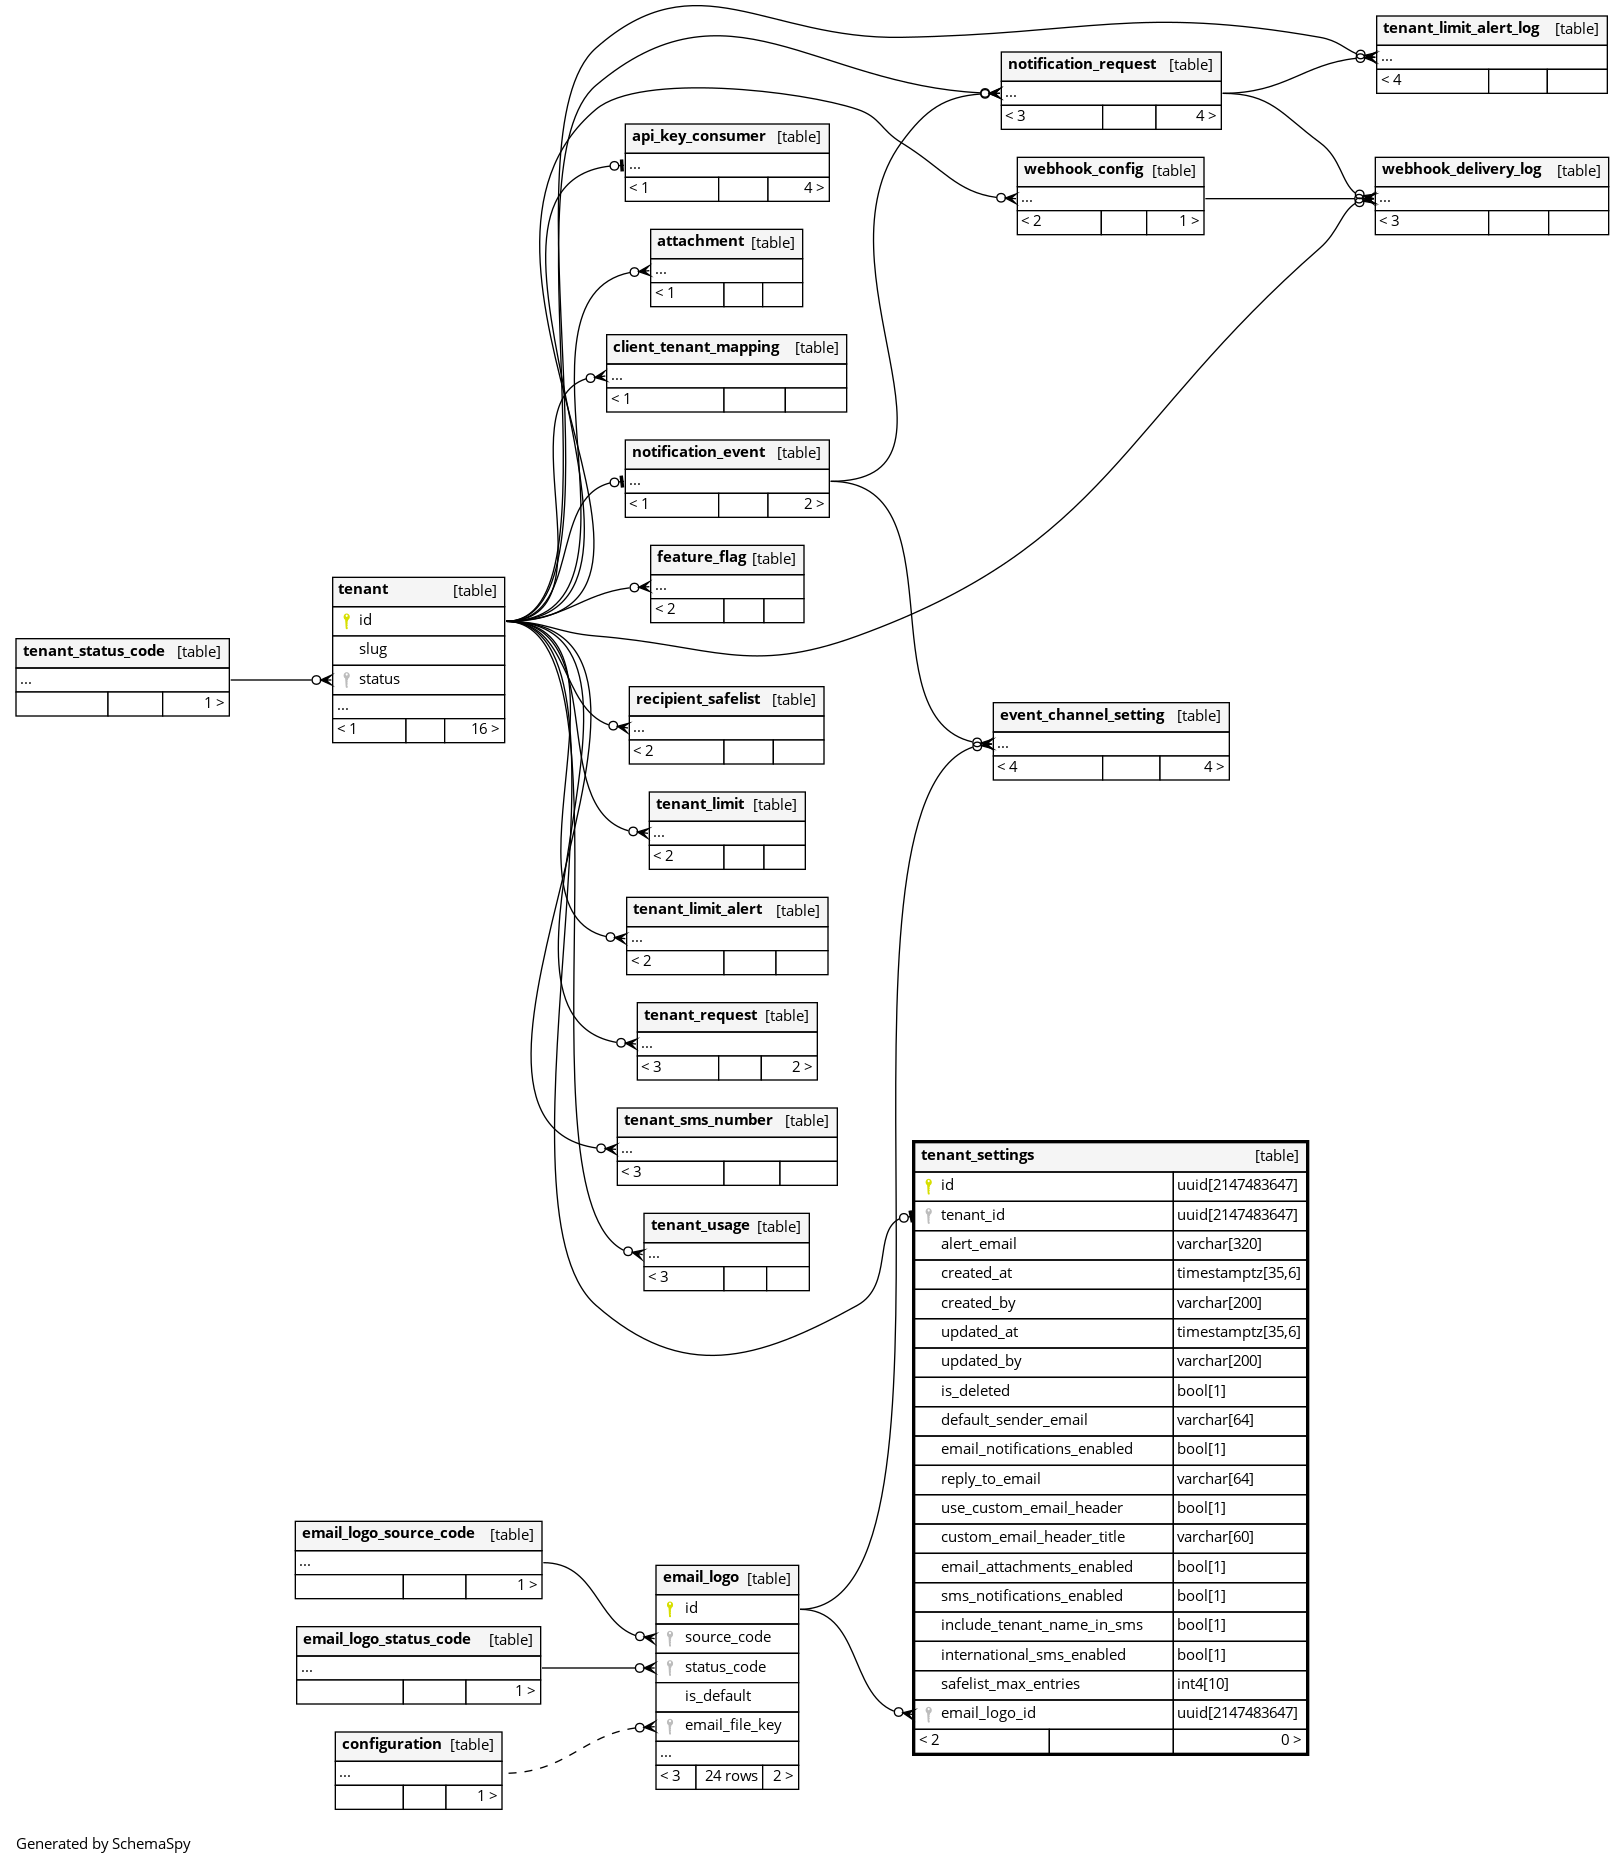 tenant_limit_alert_log [table]
...
< 4
notification_request [table]
...
< 3 4 >
api_key_consumer [table]
...
< 1 4 >
webhook_config [table]
...
< 2 1 >
webhook_delivery_log [table]
...
< 3
attachment [table]
...
< 1
client_tenant_mapping [table]
...
< 1
notification_event [table]
...
< 1 2 >
feature_flag [table]
...
< 2
tenant [table]
id
slug
status
...
< 1 16 >
tenant_status_code [table]
...
1 >
recipient_safelist [table]
...
< 2
event_channel_setting [table]
...
< 4 4 >
tenant_limit [table]
...
< 2
tenant_limit_alert [table]
...
< 2
tenant_request [table]
...
< 3 2 >
tenant_sms_number [table]
...
< 3
tenant_usage [table]
...
< 3
tenant_settings [table]
id uuid[2147483647]
tenant_id uuid[2147483647]
alert_email varchar[320]
created_at timestamptz[35,6]
created_by varchar[200]
updated_at timestamptz[35,6]
updated_by varchar[200]
is_deleted bool[1]
default_sender_email varchar[64]
email_notifications_enabled bool[1]
reply_to_email varchar[64]
use_custom_email_header bool[1]
custom_email_header_title varchar[60]
email_attachments_enabled bool[1]
sms_notifications_enabled bool[1]
include_tenant_name_in_sms bool[1]
international_sms_enabled bool[1]
safelist_max_entries int4[10]
email_logo_id uuid[2147483647]
< 2 0 >
email_logo_source_code [table]
...
1 >
email_logo_status_code [table]
...
1 >
configuration [table]
...
1 >
email_logo [table]
id
source_code
status_code
is_default
email_file_key
...
< 3 24 rows 2 >
Generated by SchemaSpy